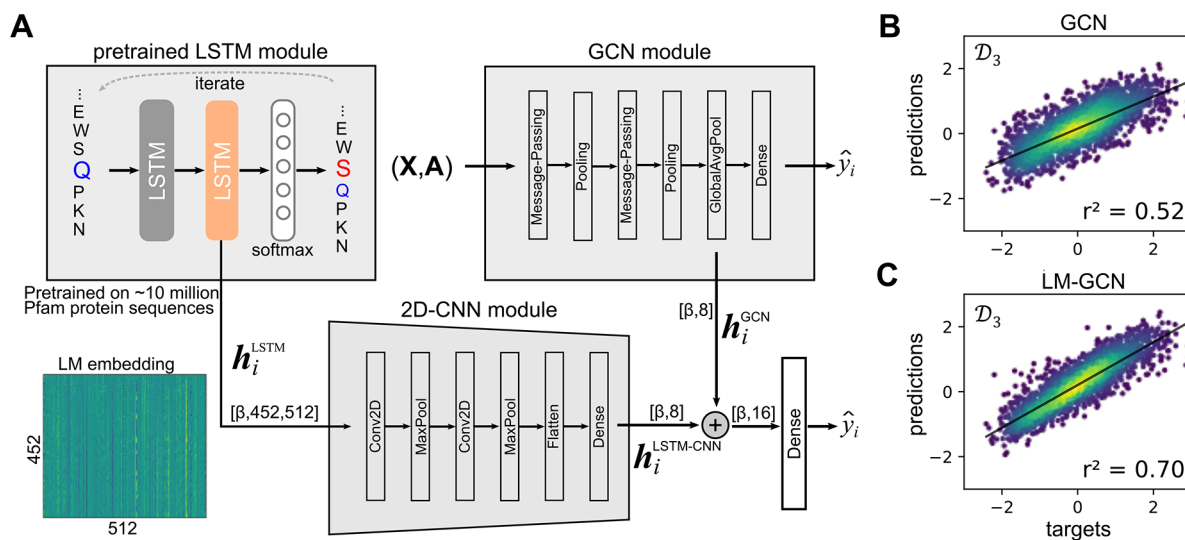 A
pretrained LSTM module
iterate
⋮
E
W
S
Q
P
K
N
LSTM
LSTM
softmax
⋮
E
W
S
Q
P
K
N
Pretrained on ~10 million
Pfam protein sequences
GCN module
(X,A)
Message-Passing
Pooling
Message-Passing
Pooling
GlobalAvgPool
Dense
ŷᵢ
[β,8]
hᵢ^GCN
hᵢ^LSTM
[β,452,512]
LM embedding
452
512
2D-CNN module
Conv2D
MaxPool
Conv2D
MaxPool
Flatten
Dense
[β,8]
hᵢ^LSTM-CNN
+
[β,16]
Dense
ŷᵢ
B
GCN
𝒟₃
predictions
2
0
−2
r² = 0.52
−2
0
2
C
LM-GCN
𝒟₃
predictions
2
0
−2
r² = 0.70
−2
0
2
targets